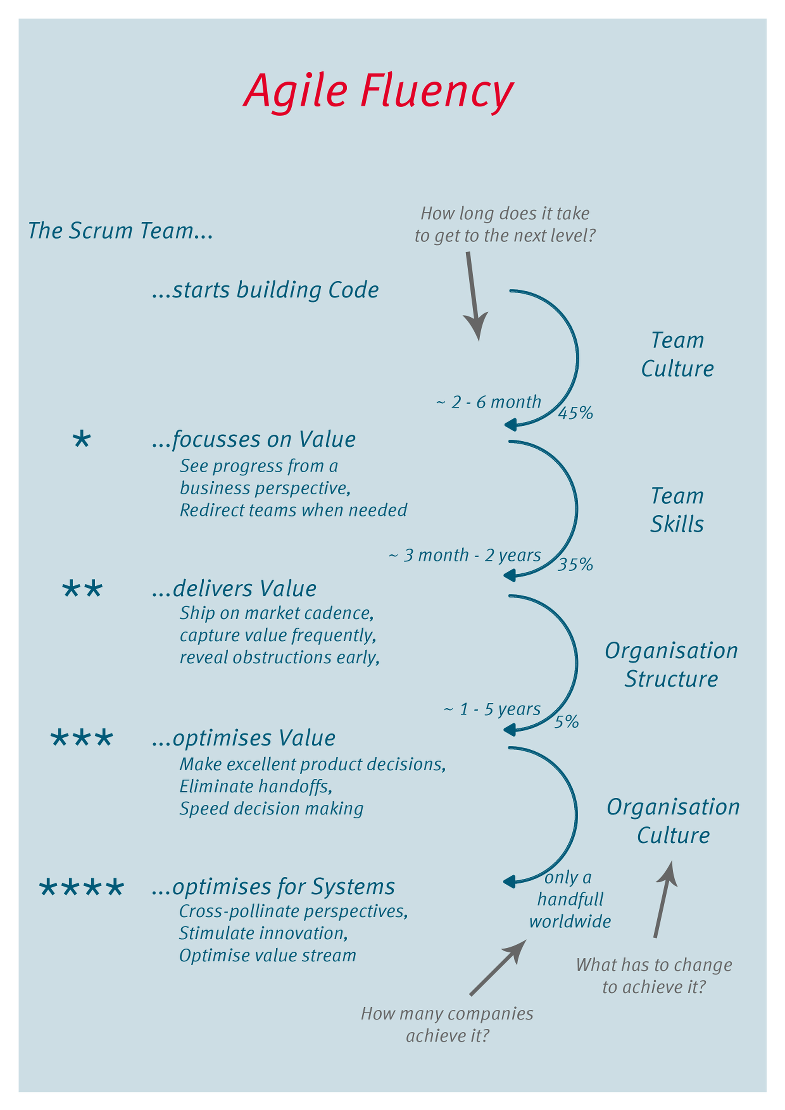 Agile Fluency
The Scrum Team...
How long does it take
to get to the next level?
...starts building Code
Team
Culture
~ 2 - 6 month
45%
*
...focusses on Value
See progress from a
business perspective,
Redirect teams when needed
Team
Skills
~ 3 month - 2 years
35%
**
...delivers Value
Ship on market cadence,
capture value frequently,
reveal obstructions early,
Organisation
Structure
~ 1 - 5 years
5%
***
...optimises Value
Make excellent product decisions,
Eliminate handoffs,
Speed decision making
Organisation
Culture
****
...optimises for Systems
Cross-pollinate perspectives,
Stimulate innovation,
Optimise value stream
only a
handfull
worldwide
What has to change
to achieve it?
How many companies
achieve it?